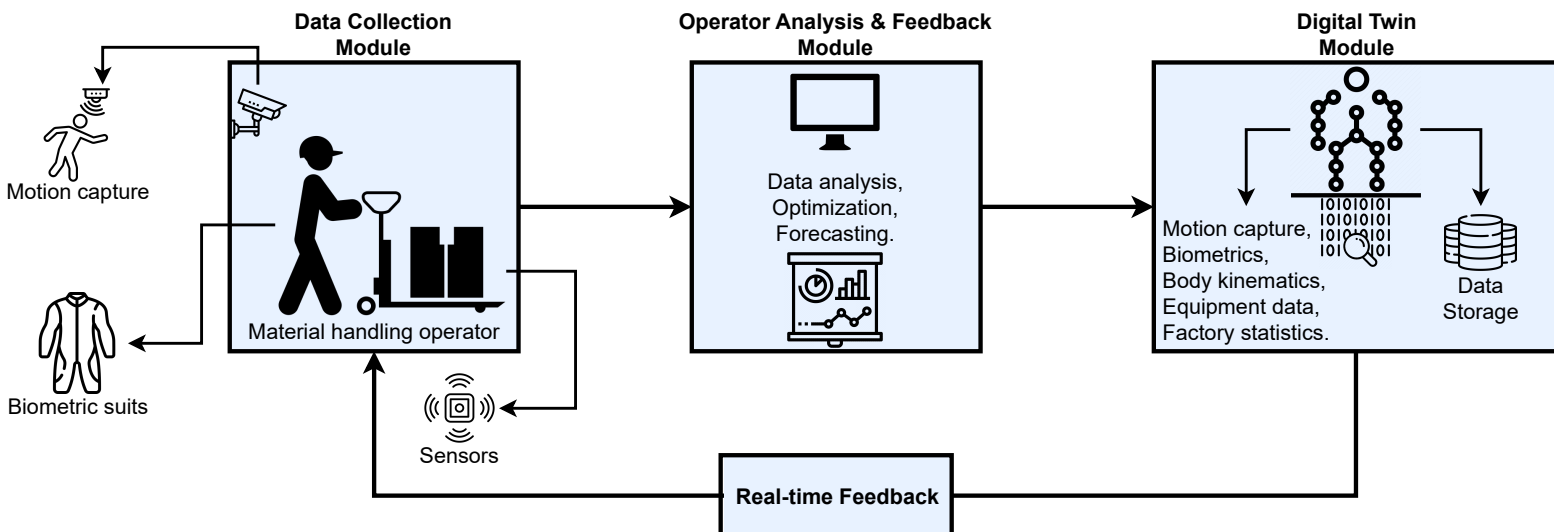 Data Collection
Module
Operator Analysis & Feedback
Module
Digital Twin
Module
Motion capture
Biometric suits
Material handling operator
Sensors
Data analysis,
Optimization,
Forecasting.
Motion capture,
Biometrics,
Body kinematics,
Equipment data,
Factory statistics.
Data
Storage
Real-time Feedback